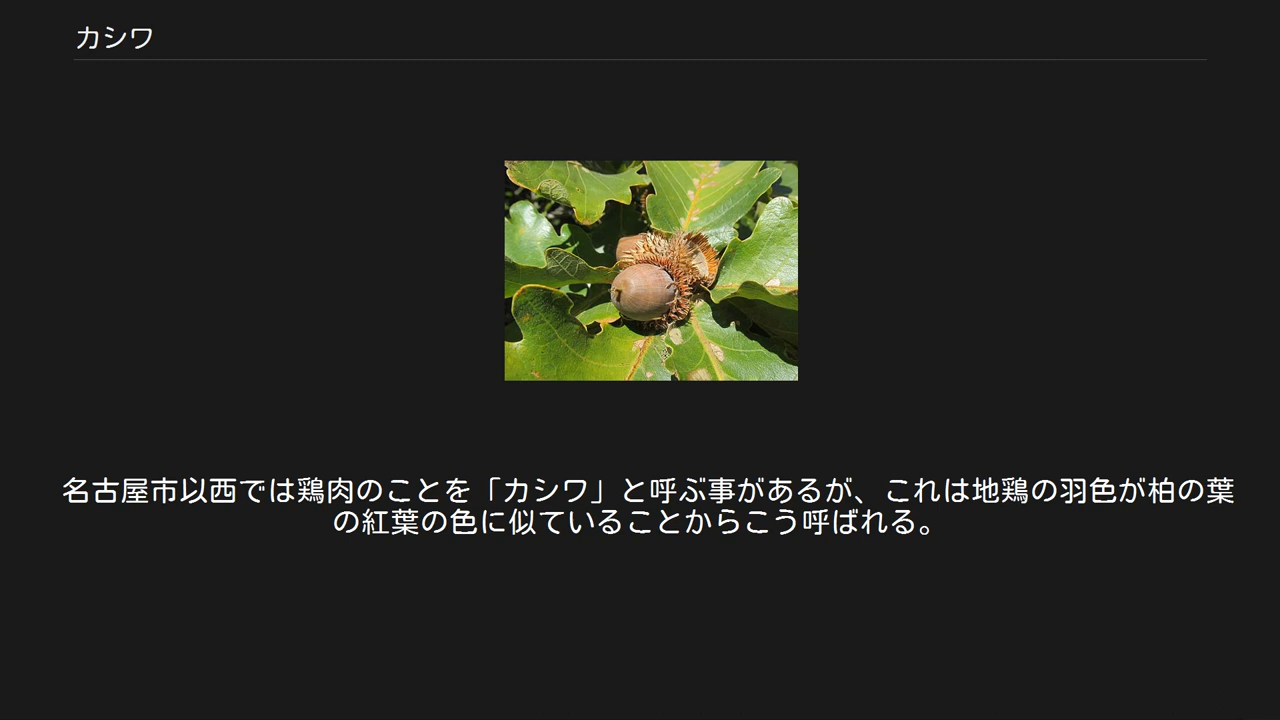 カシワ
名古屋市以西では鶏肉のことを「カシワ」と呼ぶ事があるが、これは地鶏の羽色が柏の葉
の紅葉の色に似ていることからこう呼ばれる。